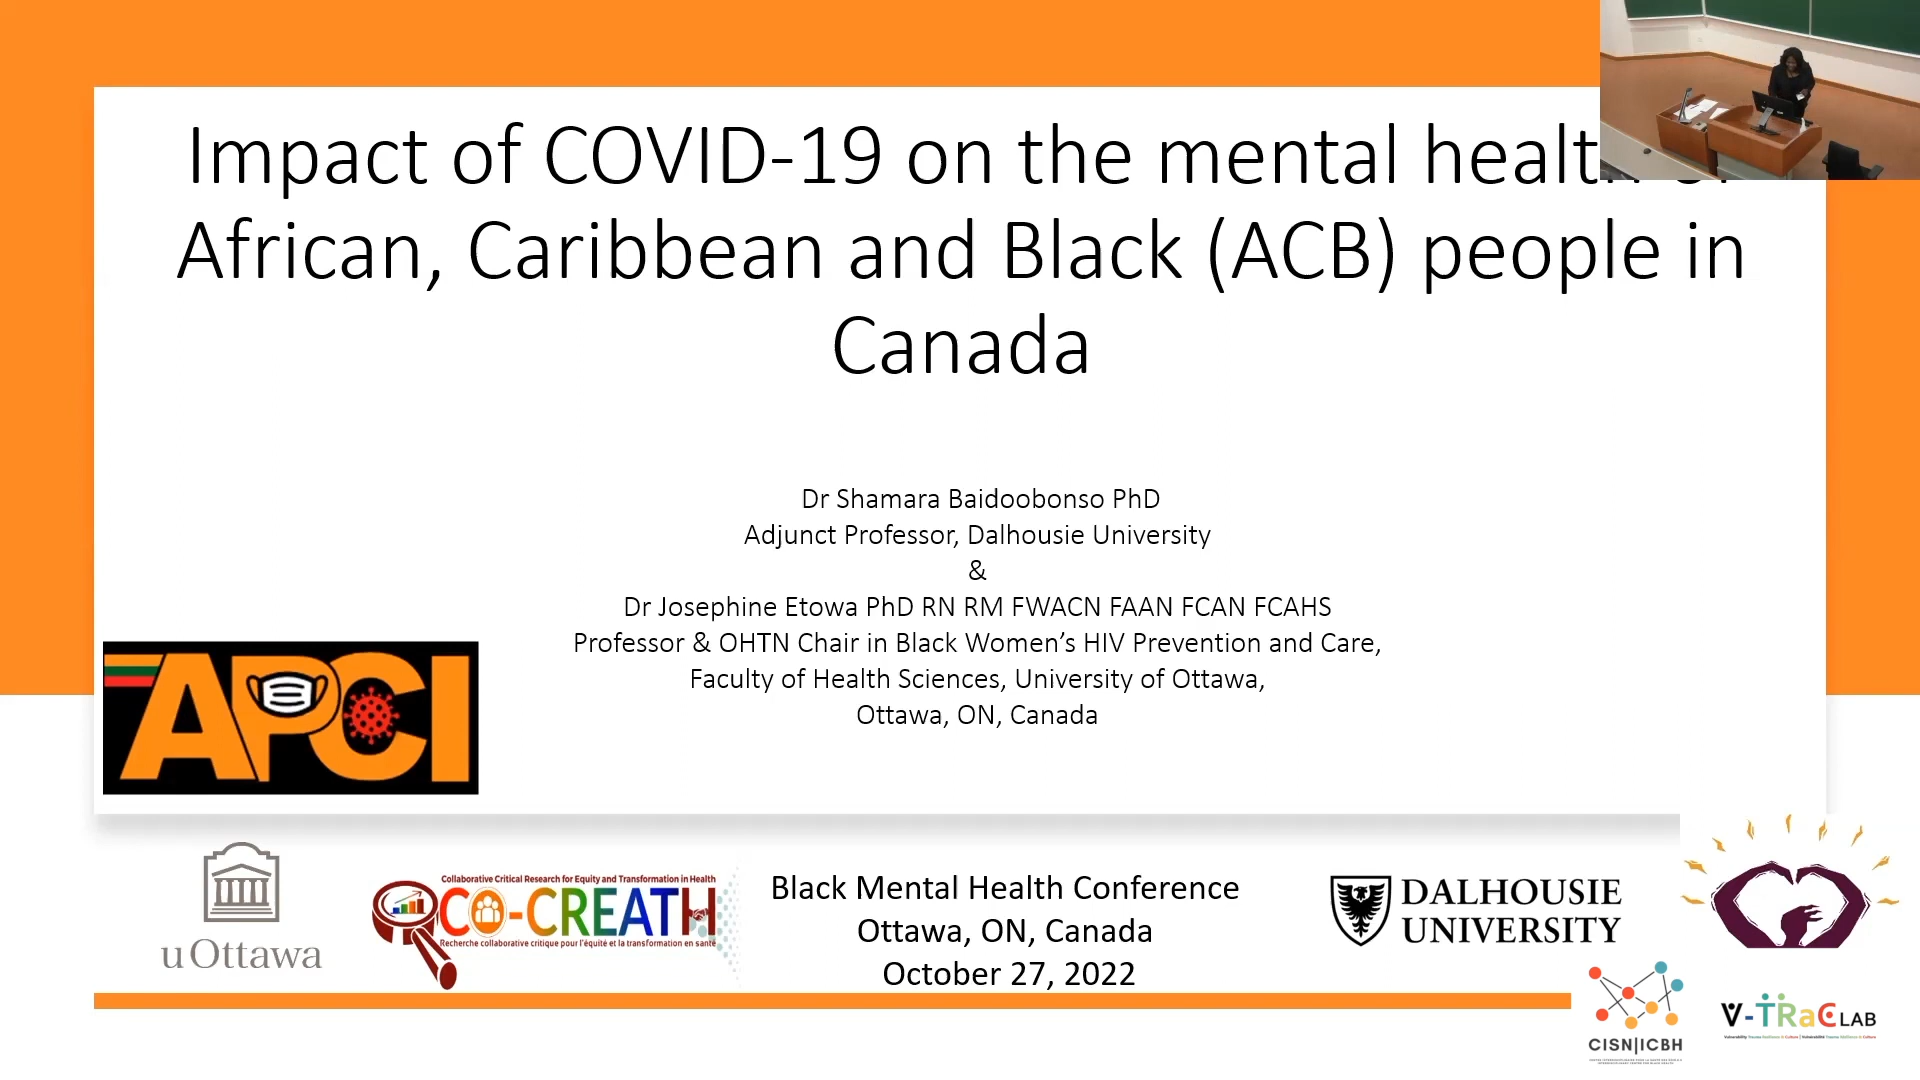 Impact of COVID-19 on the mental health of
African, Caribbean and Black (ACB) people in
Canada
Dr Shamara Baidoobonso PhD
Adjunct Professor, Dalhousie University
&
Dr Josephine Etowa PhD RN RM FWACN FAAN FCAN FCAHS
Professor & OHTN Chair in Black Women’s HIV Prevention and Care,
Faculty of Health Sciences, University of Ottawa,
Ottawa, ON, Canada
APCI
uOttawa
Collaborative Critical Research for Equity and Transformation in Health
CO-CREATH
Recherche collaborative critique pour l'équité et la transformation en santé
Black Mental Health Conference
Ottawa, ON, Canada
October 27, 2022
DALHOUSIE
UNIVERSITY
CISN|ICBH
V-TRaC LAB